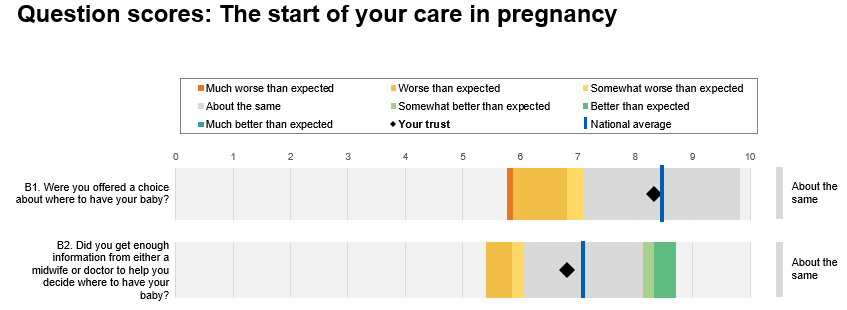 Question scores: The start of your care in pregnancy
Much worse than expected
Worse than expected
Somewhat worse than expected
About the same
Somewhat better than expected
Better than expected
Much better than expected
Your trust
National average
0 1 2 3 4 5 6 7 8 9 10
B1. Were you offered a choice
about where to have your baby?
About the
same
B2. Did you get enough
information from either a
midwife or doctor to help you
decide where to have your
baby?
About the
same